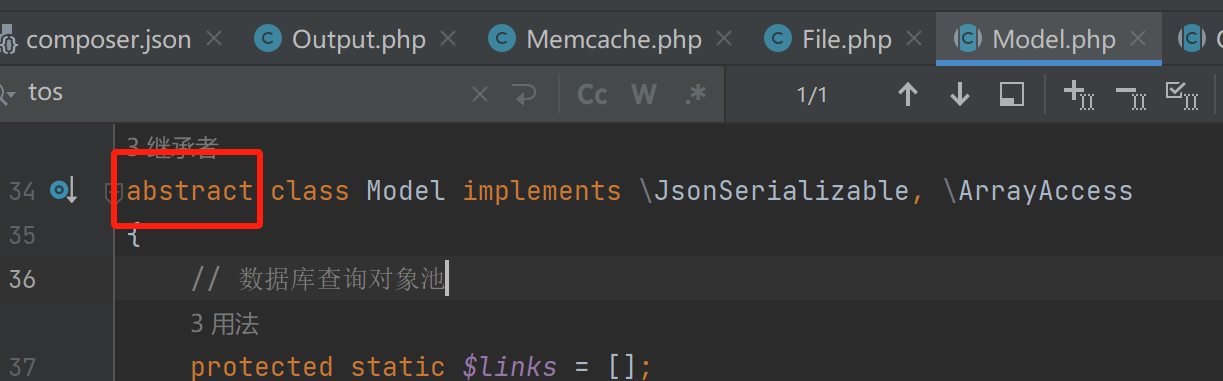 composer.json Output.php Memcache.php File.php Model.php
tos Cc W .* 1/1
3 继承者
34 abstract class Model implements \JsonSerializable, \ArrayAccess
35 {
36 // 数据库查询对象池
3 用法
37 protected static $links = [];